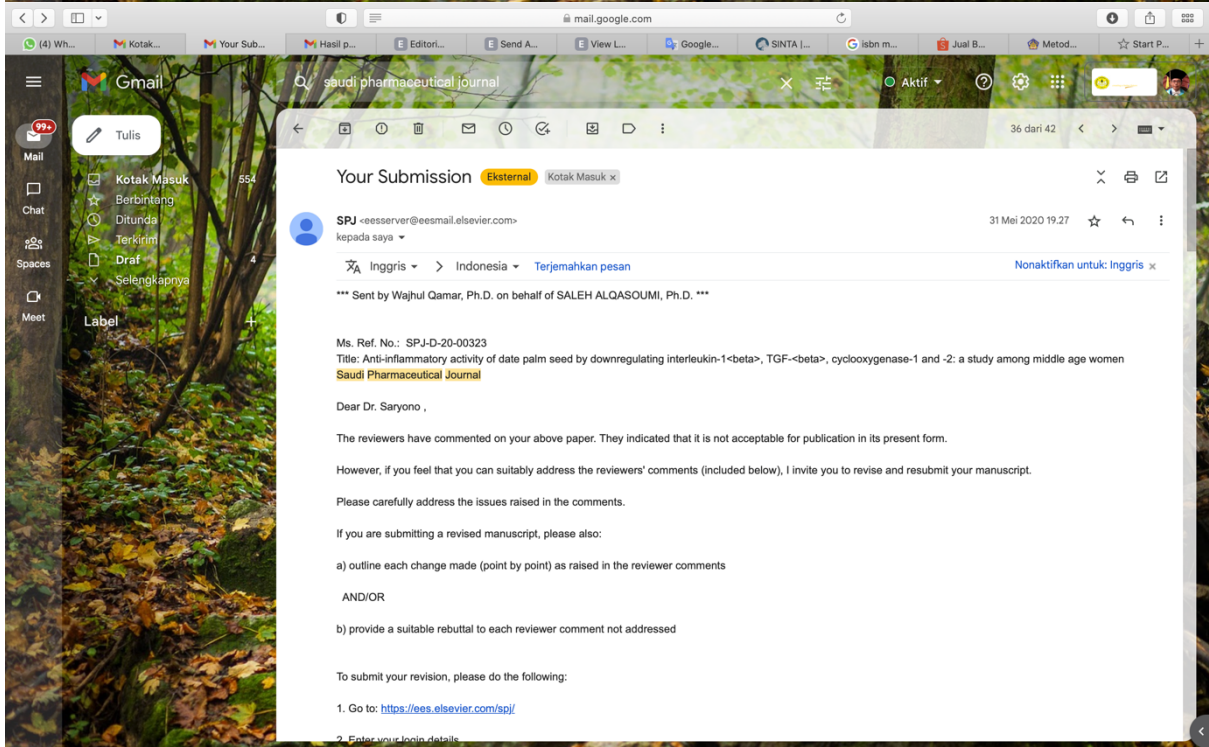 mail.google.com
(4) Wh...
Kotak...
Your Sub...
Hasil p...
Editori...
Send A...
View L...
Google...
SINTA |...
isbn m...
Jual B...
Metod...
Start P...
Gmail
saudi pharmaceutical journal
Aktif
99+
Mail
Chat
Spaces
Meet
Tulis
Kotak Masuk 554
Berbintang
Ditunda
Terkirim
Draf 4
Selengkapnya
Label
36 dari 42
Your Submission Eksternal Kotak Masuk ×
SPJ <eesserver@eesmail.elsevier.com> 31 Mei 2020 19.27
kepada saya
Inggris > Indonesia Terjemahkan pesan Nonaktifkan untuk: Inggris ×
*** Sent by Wajhul Qamar, Ph.D. on behalf of SALEH ALQASOUMI, Ph.D. ***
Ms. Ref. No.: SPJ-D-20-00323
Title: Anti-inflammatory activity of date palm seed by downregulating interleukin-1<beta>, TGF-<beta>, cyclooxygenase-1 and -2: a study among middle age women
Saudi Pharmaceutical Journal
Dear Dr. Saryono ,
The reviewers have commented on your above paper. They indicated that it is not acceptable for publication in its present form.
However, if you feel that you can suitably address the reviewers' comments (included below), I invite you to revise and resubmit your manuscript.
Please carefully address the issues raised in the comments.
If you are submitting a revised manuscript, please also:
a) outline each change made (point by point) as raised in the reviewer comments
AND/OR
b) provide a suitable rebuttal to each reviewer comment not addressed
To submit your revision, please do the following:
1. Go to: https://ees.elsevier.com/spj/
2. Enter your login details